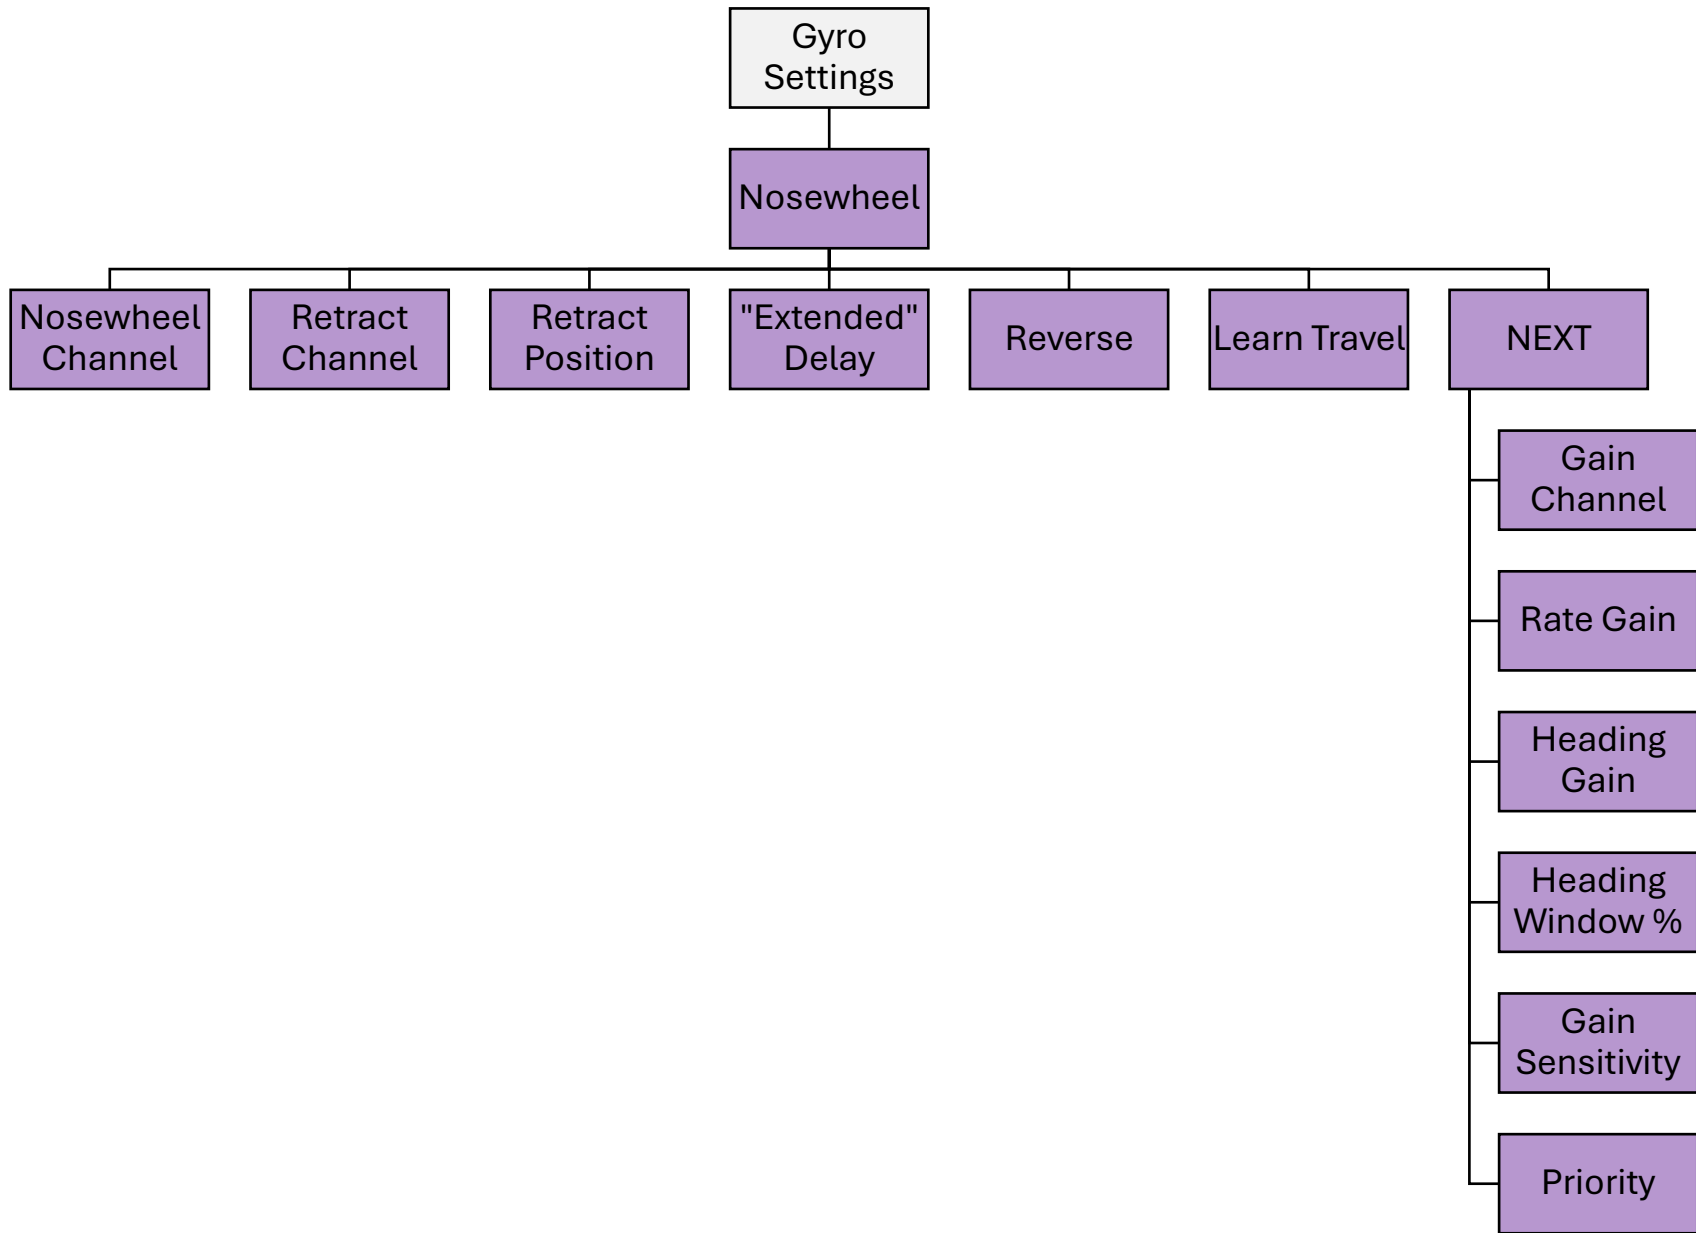 Gyro
Settings
Nosewheel
Nosewheel
Channel
Retract
Channel
Retract
Position
"Extended"
Delay
Reverse
Learn Travel
NEXT
Gain
Channel
Rate Gain
Heading
Gain
Heading
Window %
Gain
Sensitivity
Priority